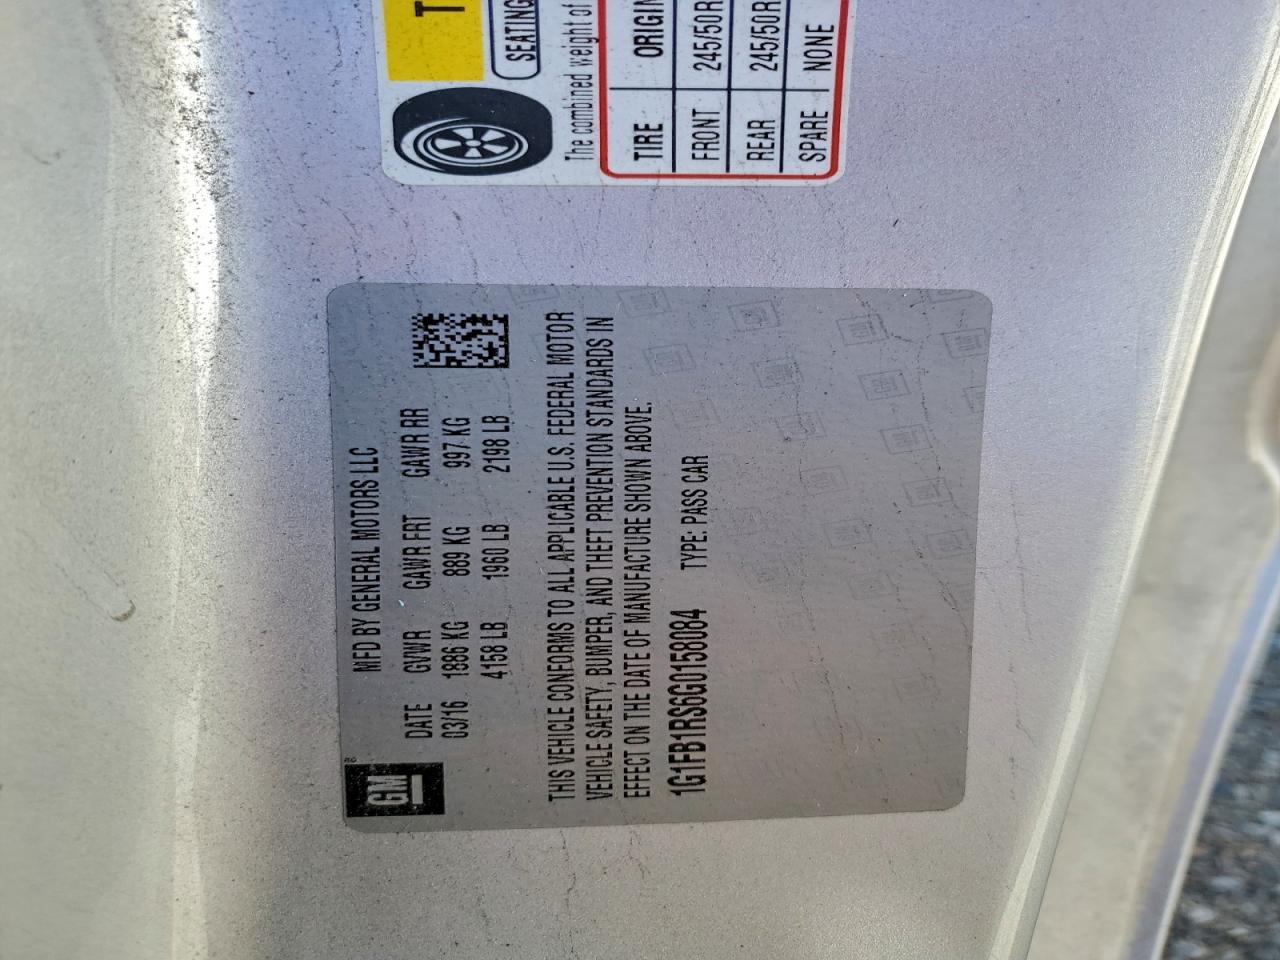 T
SEATING
The combined weight of
TIRE ORIGIN
FRONT 245/50R
REAR 245/50R
SPARE NONE
GM
MFD BY GENERAL MOTORS LLC
DATE GVWR GAWR FRT GAWR RR
03/16 1886 KG 889 KG 997 KG
4158 LB 1960 LB 2198 LB
THIS VEHICLE CONFORMS TO ALL APPLICABLE U.S. FEDERAL MOTOR
VEHICLE SAFETY, BUMPER, AND THEFT PREVENTION STANDARDS IN
EFFECT ON THE DATE OF MANUFACTURE SHOWN ABOVE.
1G1FB1RS6G0158084 TYPE: PASS CAR